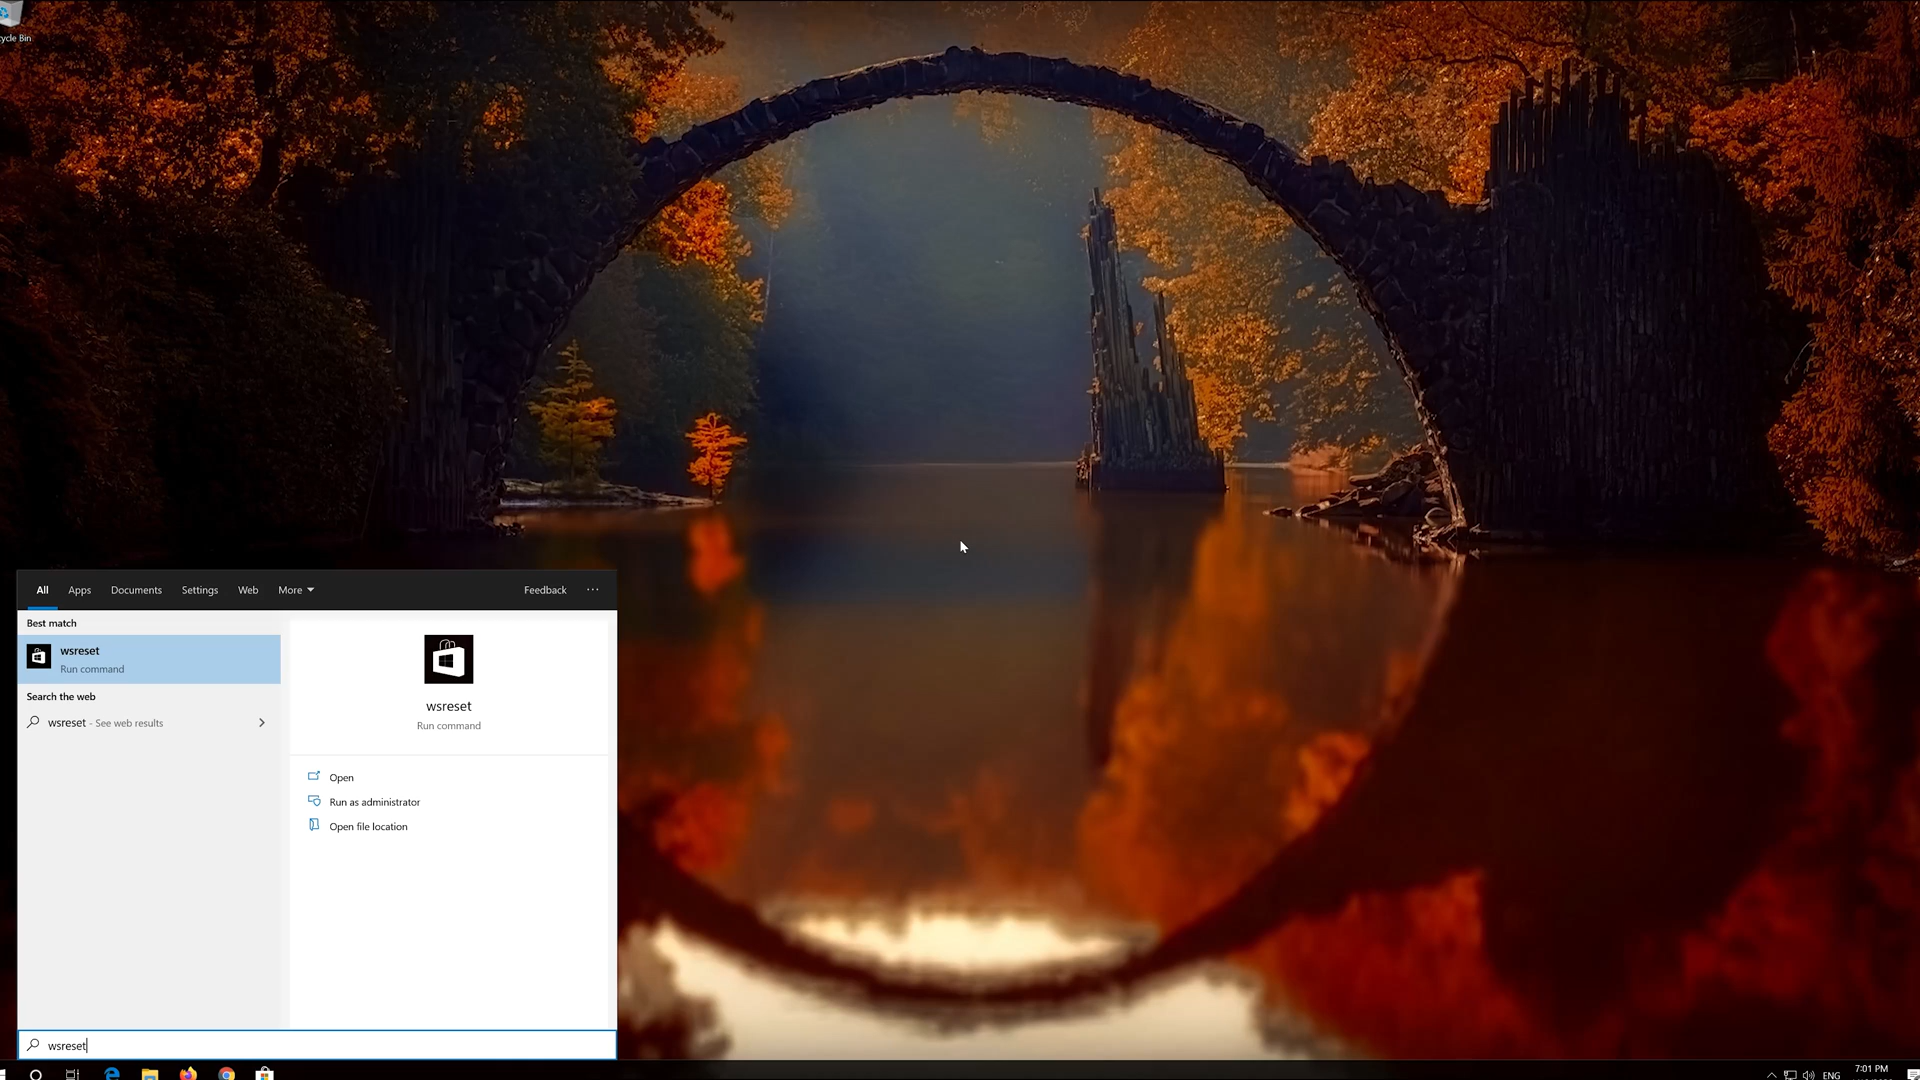 cycle Bin
All Apps Documents Settings Web More Feedback ...
Best match
wsreset
Run command
Search the web
wsreset - See web results
wsreset
Run command
Open
Run as administrator
Open file location
wsreset
ENG
7:01 PM